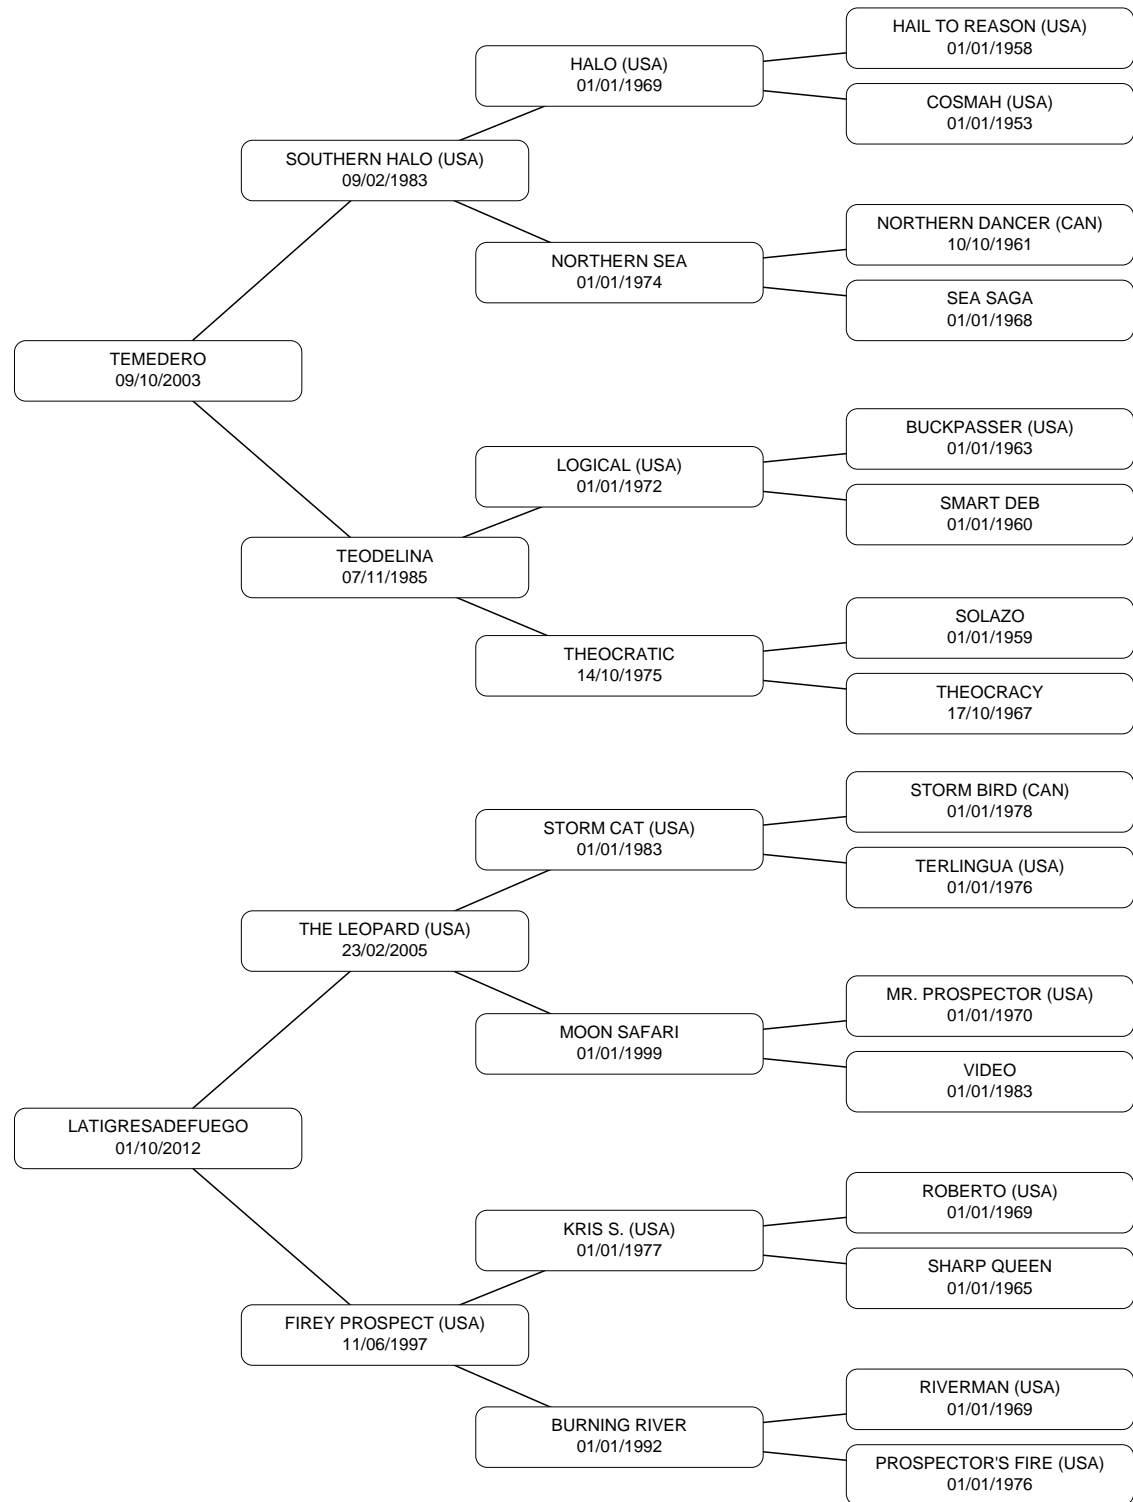 HAIL TO REASON (USA)
01/01/1958
HALO (USA)
01/01/1969
COSMAH (USA)
01/01/1953
SOUTHERN HALO (USA)
09/02/1983
NORTHERN DANCER (CAN)
10/10/1961
NORTHERN SEA
01/01/1974
SEA SAGA
01/01/1968
TEMEDERO
09/10/2003
BUCKPASSER (USA)
01/01/1963
LOGICAL (USA)
01/01/1972
SMART DEB
01/01/1960
TEODELINA
07/11/1985
SOLAZO
01/01/1959
THEOCRATIC
14/10/1975
THEOCRACY
17/10/1967
STORM BIRD (CAN)
01/01/1978
STORM CAT (USA)
01/01/1983
TERLINGUA (USA)
01/01/1976
THE LEOPARD (USA)
23/02/2005
MR. PROSPECTOR (USA)
01/01/1970
MOON SAFARI
01/01/1999
VIDEO
01/01/1983
LATIGRESADEFUEGO
01/10/2012
ROBERTO (USA)
01/01/1969
KRIS S. (USA)
01/01/1977
SHARP QUEEN
01/01/1965
FIREY PROSPECT (USA)
11/06/1997
RIVERMAN (USA)
01/01/1969
BURNING RIVER
01/01/1992
PROSPECTOR'S FIRE (USA)
01/01/1976